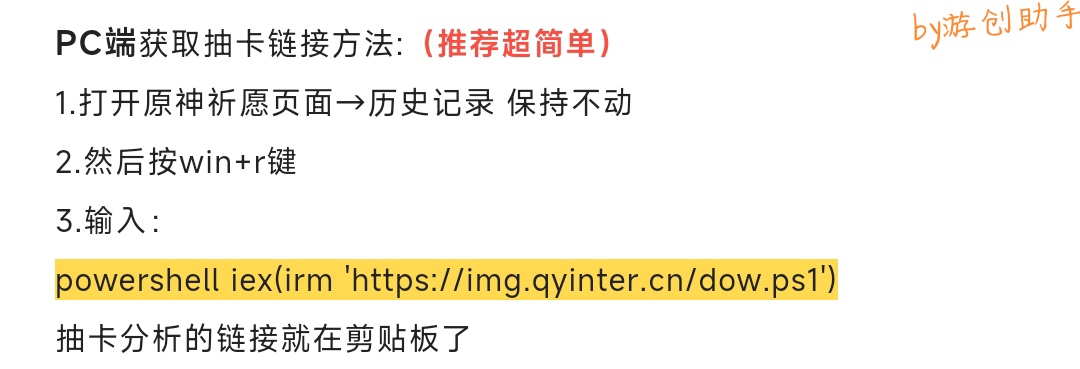 by游创助手
PC端获取抽卡链接方法:（推荐超简单）
1.打开原神祈愿页面→历史记录 保持不动
2.然后按win+r键
3.输入：
powershell iex(irm 'https://img.qyinter.cn/dow.ps1')
抽卡分析的链接就在剪贴板了